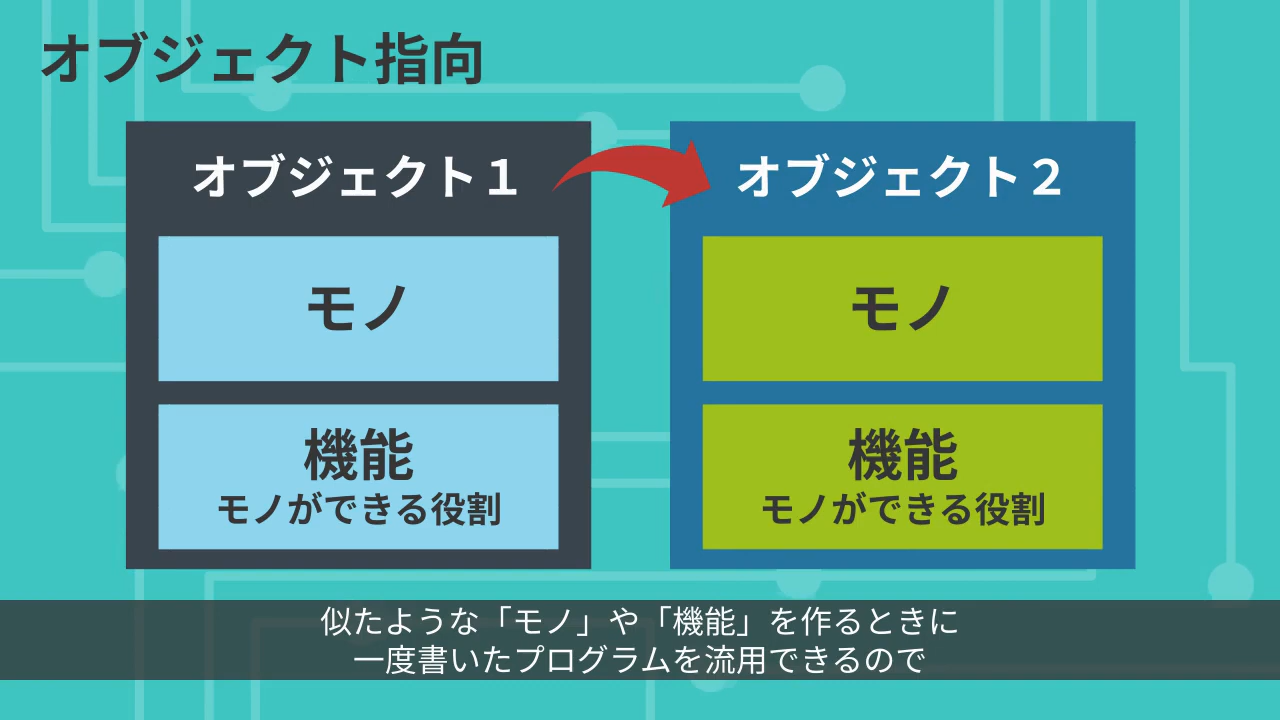 オブジェクト指向
オブジェクト１
オブジェクト２
モノ
モノ
機能
モノができる役割
機能
モノができる役割
似たような「モノ」や「機能」を作るときに
一度書いたプログラムを流用できるので